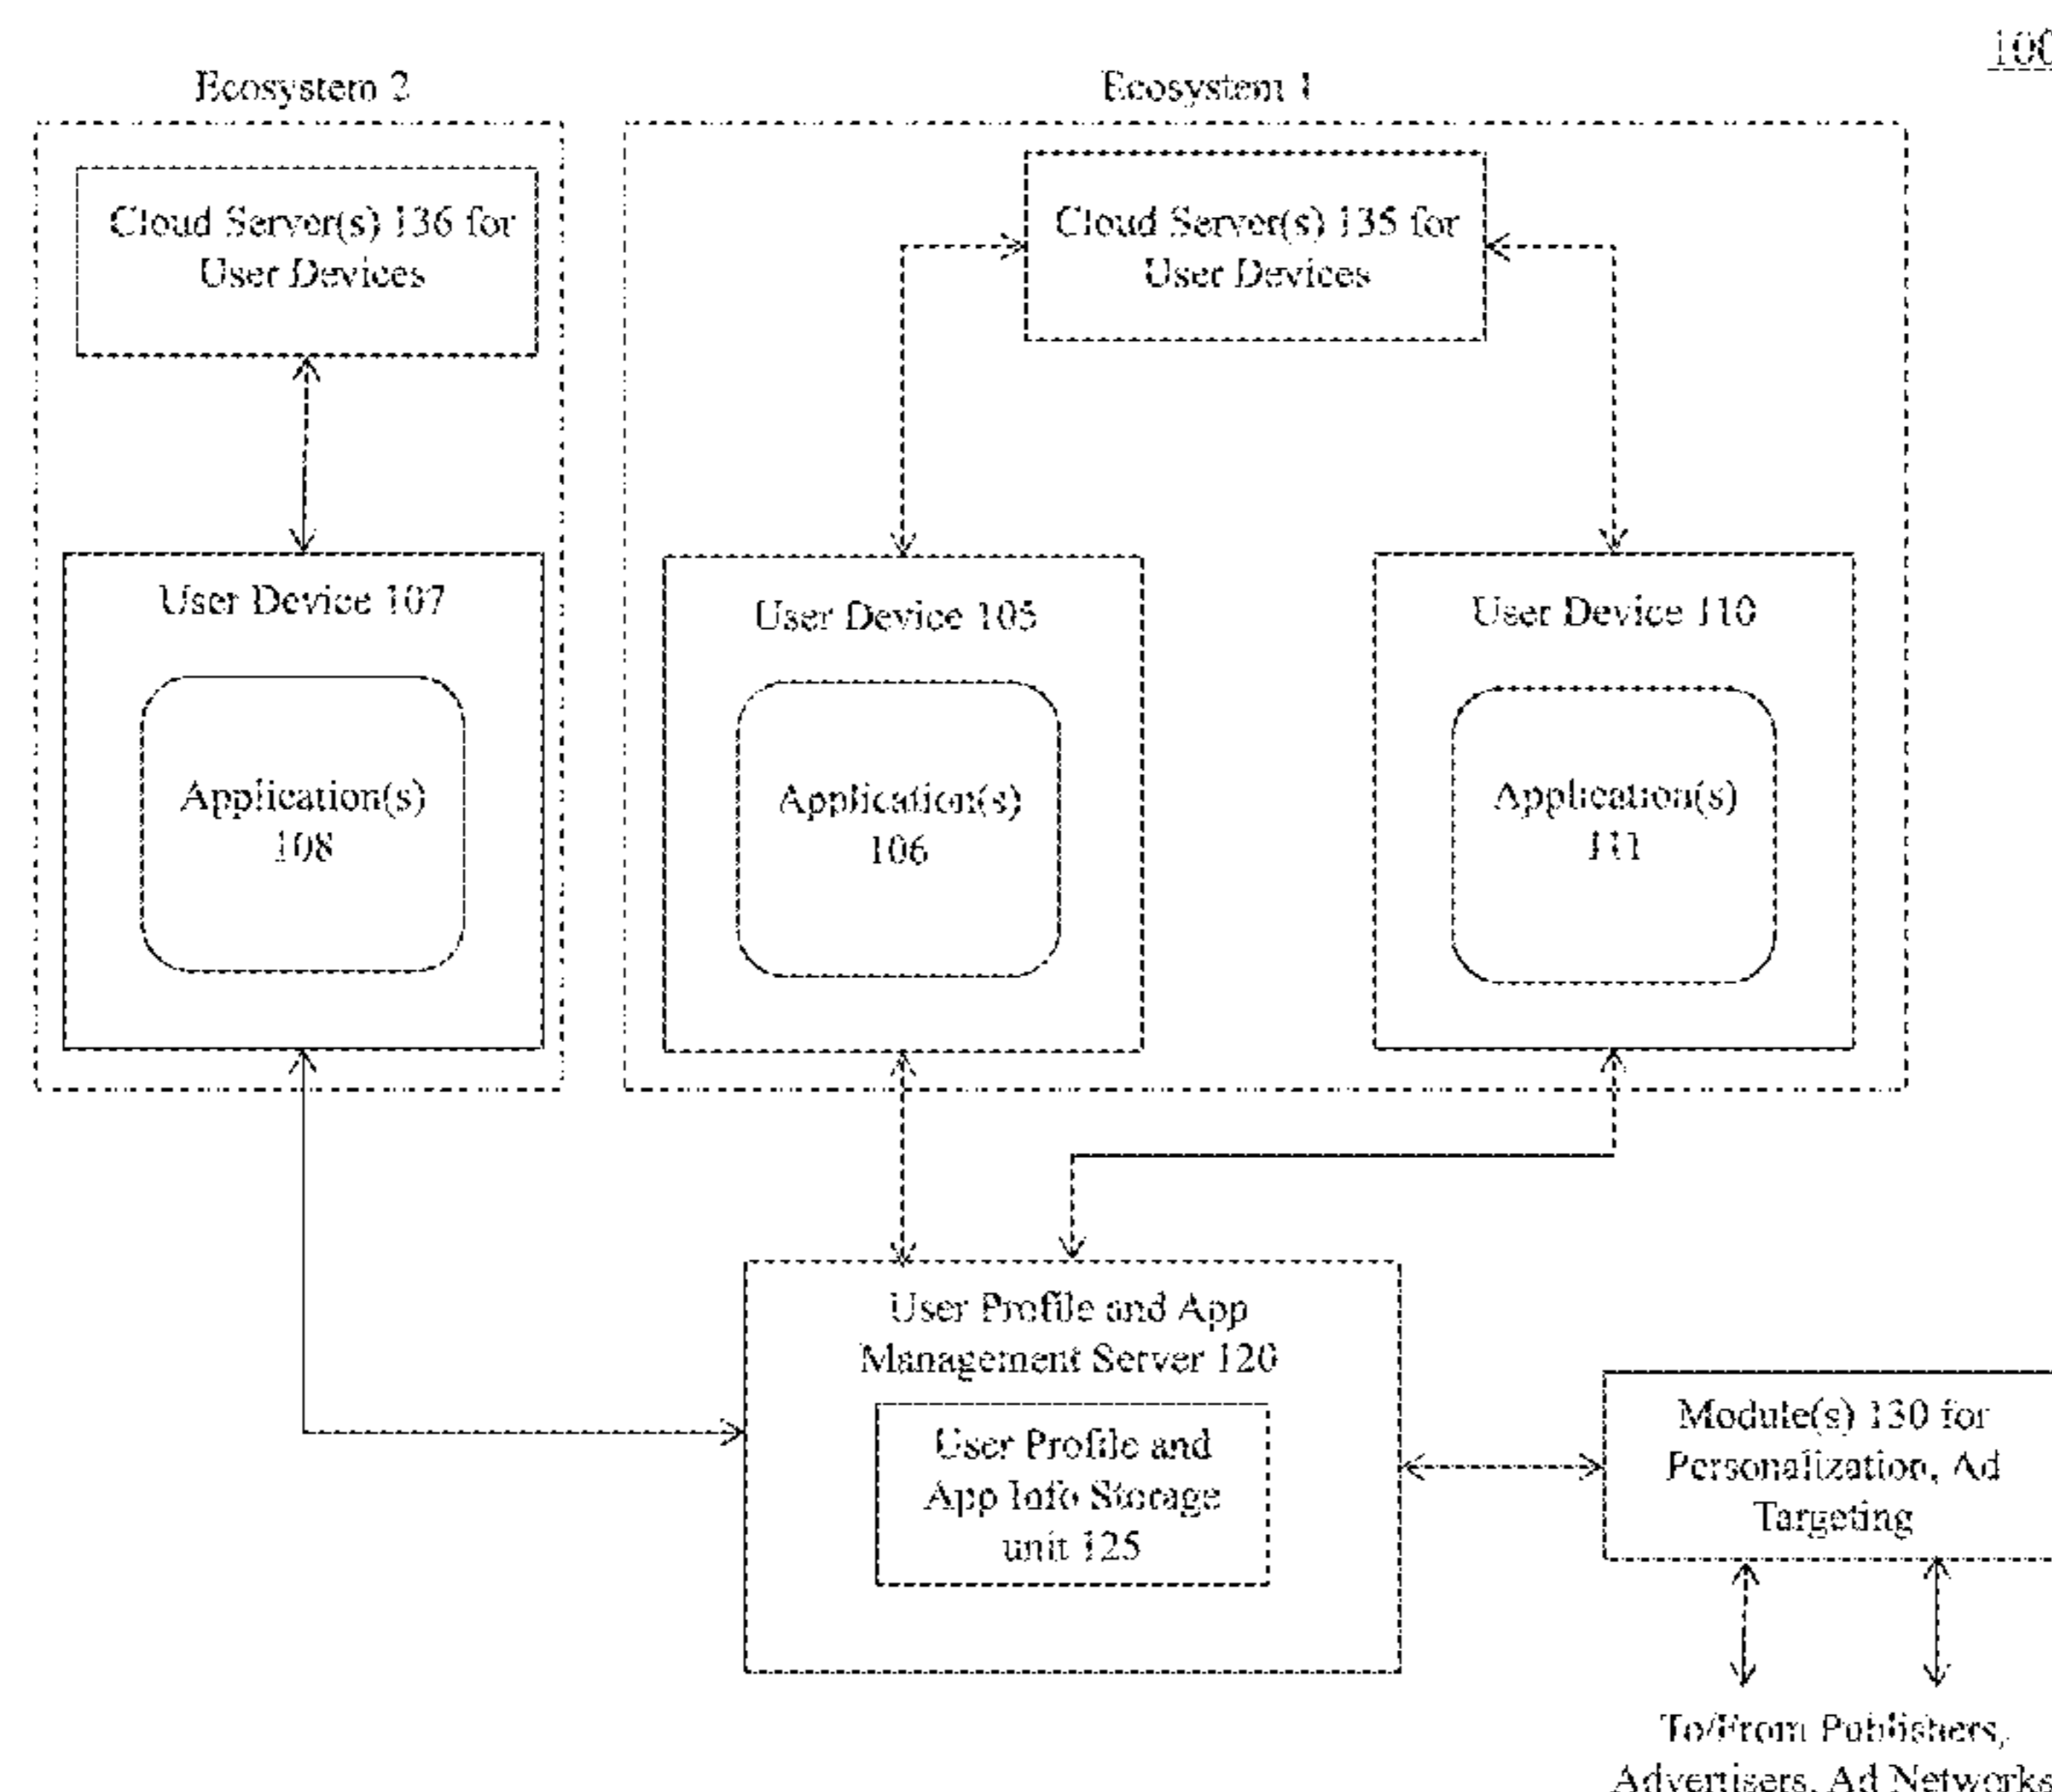 100
Ecosystem 2
Ecosystem 1
Cloud Server(s) 136 for
User Devices
Cloud Server(s) 135 for
User Devices
User Device 107
User Device 105
User Device 110
Application(s)
108
Application(s)
106
Application(s)
111
User Profile and App
Management Server 120
User Profile and
App Info Storage
unit 125
Module(s) 130 for
Personalization, Ad
Targeting
To/From Publishers,
Advertisers, Ad Networks